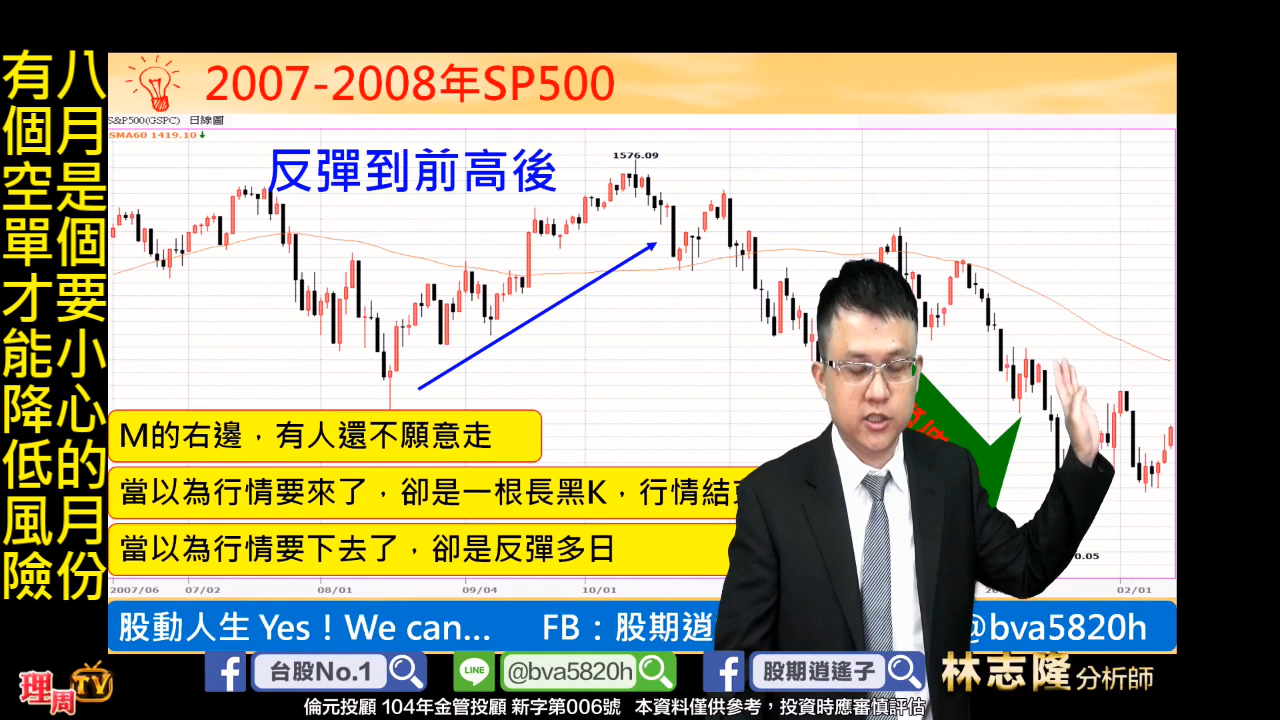 八月是個要小心的月份
有個空單才能降低風險
2007-2008年SP500
S&P500(GSPC) 日線圖
SMA60 1419.10
反彈到前高後
1576.09
M的右邊，有人還不願意走
當以為行情要來了，卻是一根長黑K，行情結
當以為行情要下去了，卻是反彈多日
0.05
2007/06 07/02 08/01 09/04 10/01 02/01
股動人生 Yes！We can... FB：股期逍 @bva5820h
台股No.1 LINE @bva5820h 股期逍遙子 林志隆 分析師
理周TV
倫元投顧 104年金管投顧 新字第006號 本資料僅供參考，投資時應審慎評估